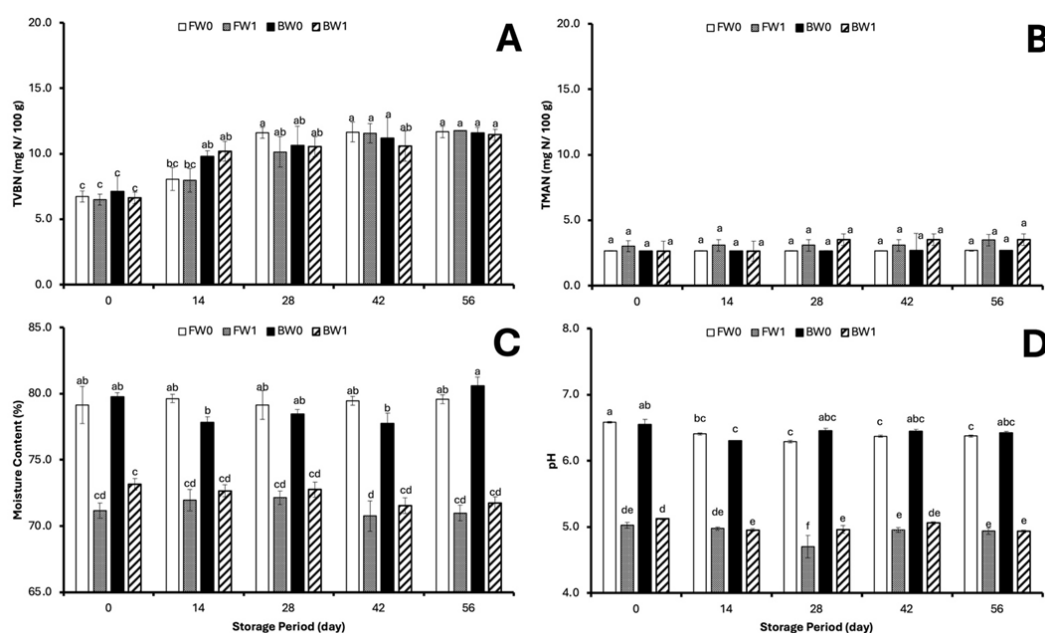 FW0 FW1 BW0 BW1
A
TVBN (mg N/ 100 g)
20.0
15.0
10.0
5.0
0.0
c c c c
bc bc ab ab
a ab ab ab
a a a ab
a a a a
0 14 28 42 56
FW0 FW1 BW0 BW1
B
TMAN (mg N/ 100 g)
20.0
15.0
10.0
5.0
0.0
a a a a
a a a a
a a a a
a a a a
a a a a
0 14 28 42 56
FW0 FW1 BW0 BW1
C
Moisture Content (%)
85.0
80.0
75.0
70.0
65.0
ab cd ab c
ab cd b cd
ab cd ab cd
ab d b cd
ab cd a cd
0 14 28 42 56
Storage Period (day)
FW0 FW1 BW0 BW1
D
pH
8.0
7.0
6.0
5.0
4.0
a de ab d
bc de c e
c f abc e
c e abc de
c e abc e
0 14 28 42 56
Storage Period (day)